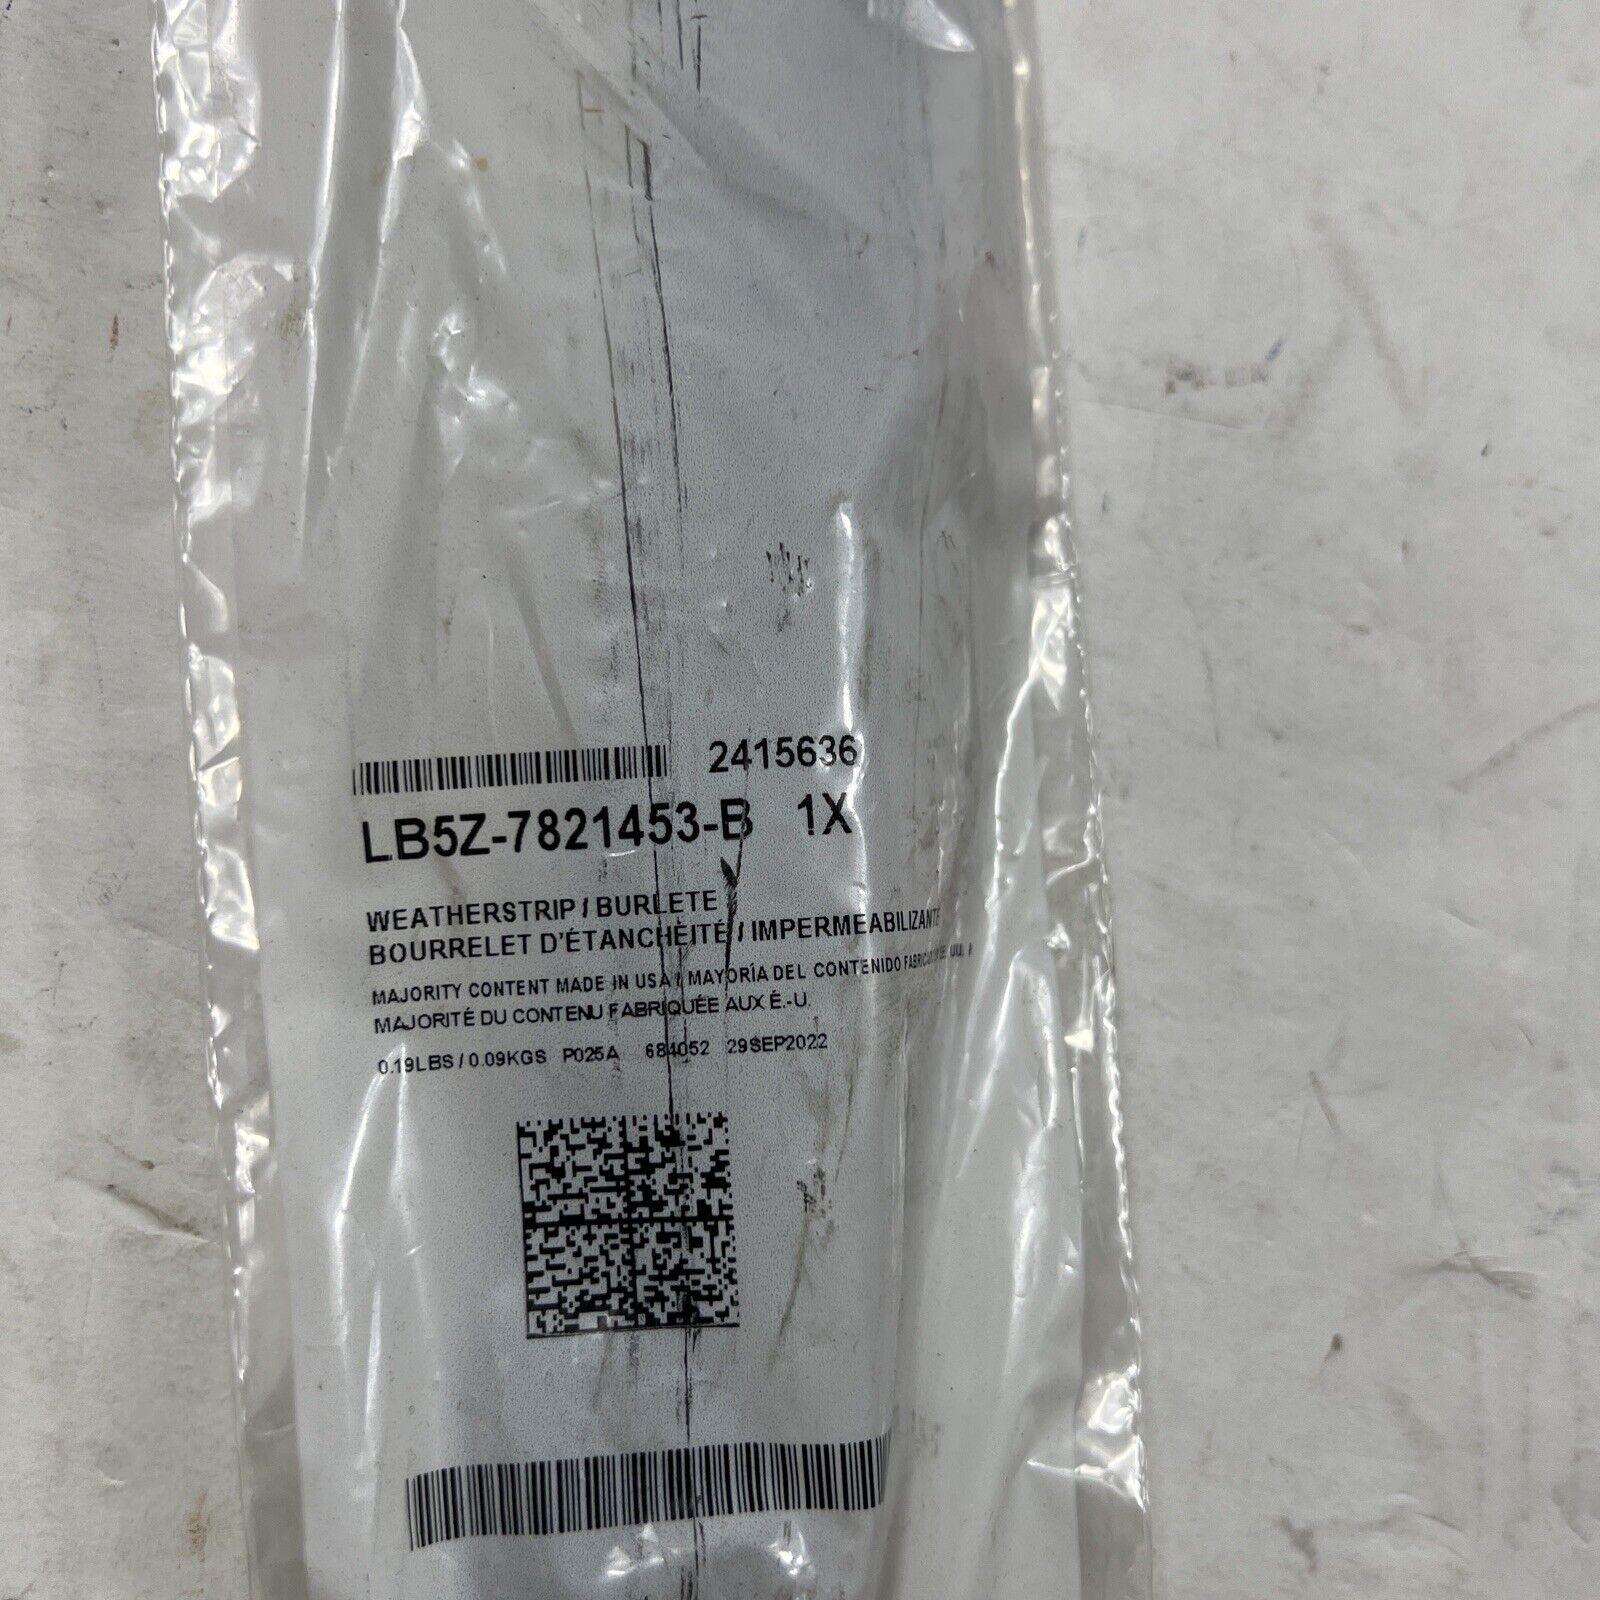 2415636
LB5Z-7821453-B 1X
WEATHERSTRIP / BURLETE
BOURRELET D'ÉTANCHÉITÉ / IMPERMEABILIZANTE
MAJORITY CONTENT MADE IN USA / MAYORÍA DEL CONTENIDO
MAJORITÉ DU CONTENU FABRIQUÉE AUX É.-U.
0.19LBS / 0.09KGS P025A 684052 29SEP2022